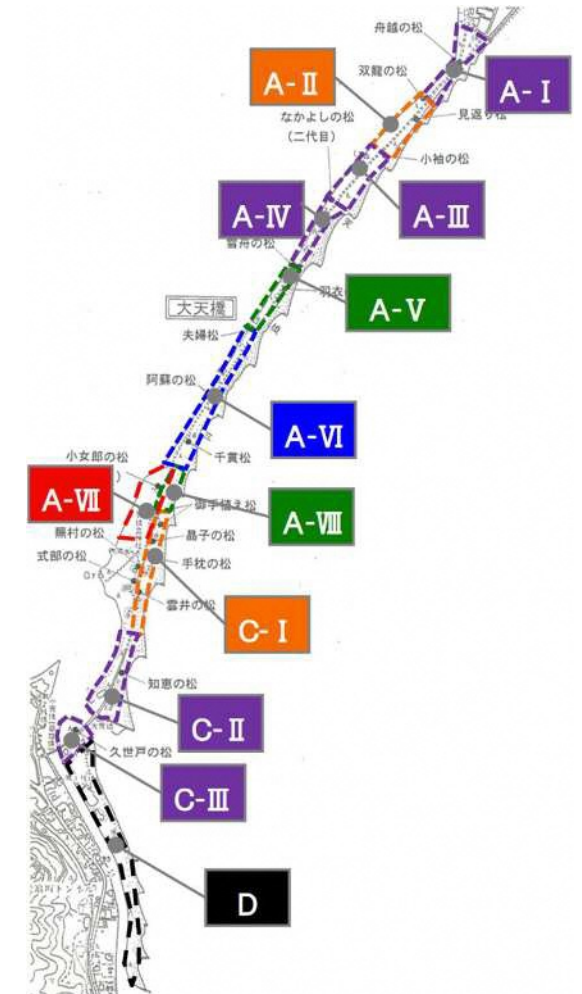 舟越の松
双龍の松
A-Ⅱ
A-Ⅰ
なかよしの松
(二代目)
見返り松
小袖の松
A-Ⅳ
A-Ⅲ
雪舟の松
羽衣
A-Ⅴ
大天橋
夫婦松
阿蘇の松
A-Ⅵ
千貫松
小女郎の松
A-Ⅶ
御手植え松
A-Ⅷ
蕪村の松
晶子の松
式部の松
手枕の松
雲井の松
C-Ⅰ
知恵の松
C-Ⅱ
久世戸の松
C-Ⅲ
D